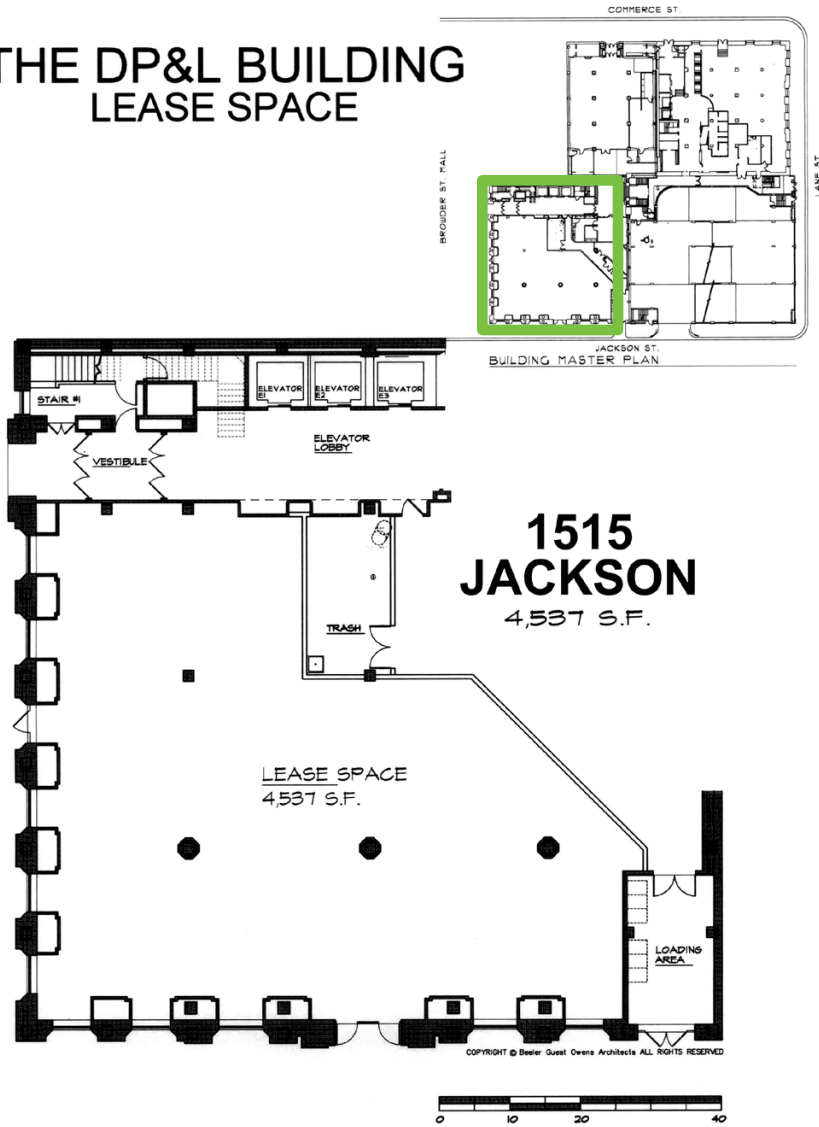 COMMERCE ST.
THE DP&L BUILDING
LEASE SPACE
BROWDER ST. MALL
LANE ST.
JACKSON ST.
BUILDING MASTER PLAN
STAIR #1
ELEVATOR
E1
ELEVATOR
E2
ELEVATOR
E3
VESTIBULE
ELEVATOR
LOBBY
1515
JACKSON
4,537 S.F.
TRASH
LEASE SPACE
4,537 S.F.
LOADING
AREA
COPYRIGHT © Beeler Guest Owens Architects ALL RIGHTS RESERVED
0 10 20 40